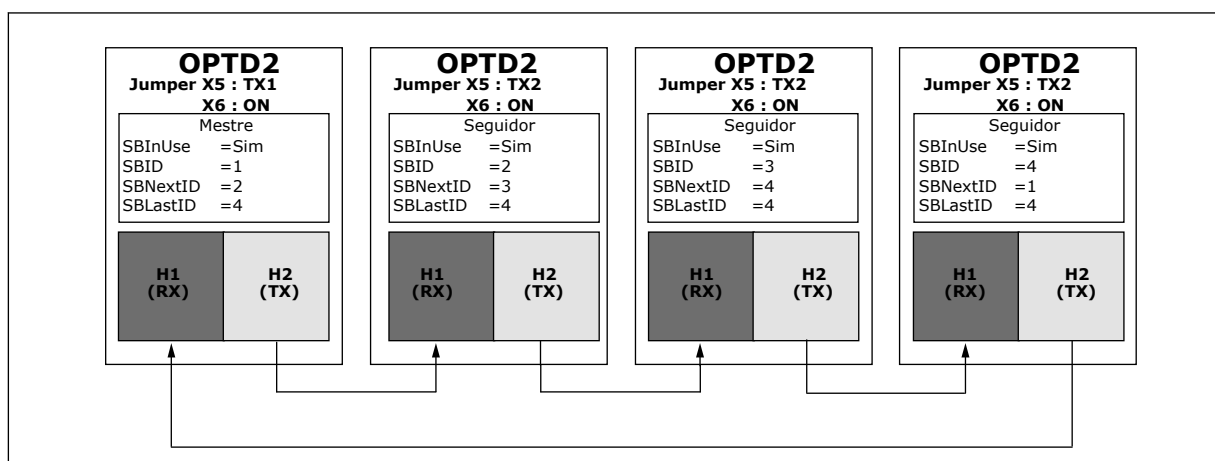 OPTD2
Jumper X5 : TX1
X6 : ON
Mestre
SBInUse =Sim
SBID =1
SBNextID =2
SBLastID =4
H1
(RX)
H2
(TX)
OPTD2
Jumper X5 : TX2
X6 : ON
Seguidor
SBInUse =Sim
SBID =2
SBNextID =3
SBLastID =4
H1
(RX)
H2
(TX)
OPTD2
Jumper X5 : TX2
X6 : ON
Seguidor
SBInUse =Sim
SBID =3
SBNextID =4
SBLastID =4
H1
(RX)
H2
(TX)
OPTD2
Jumper X5 : TX2
X6 : ON
Seguidor
SBInUse =Sim
SBID =4
SBNextID =1
SBLastID =4
H1
(RX)
H2
(TX)